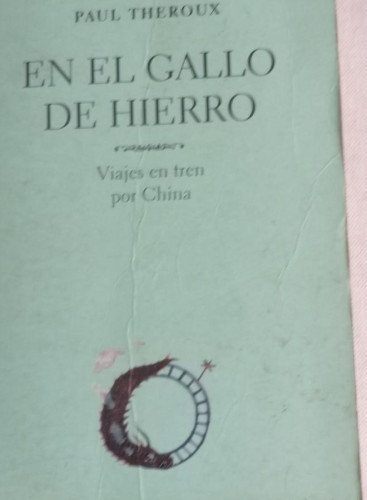 PAUL THEROUX
EN EL GALLO
DE HIERRO
Viajes en tren
por China